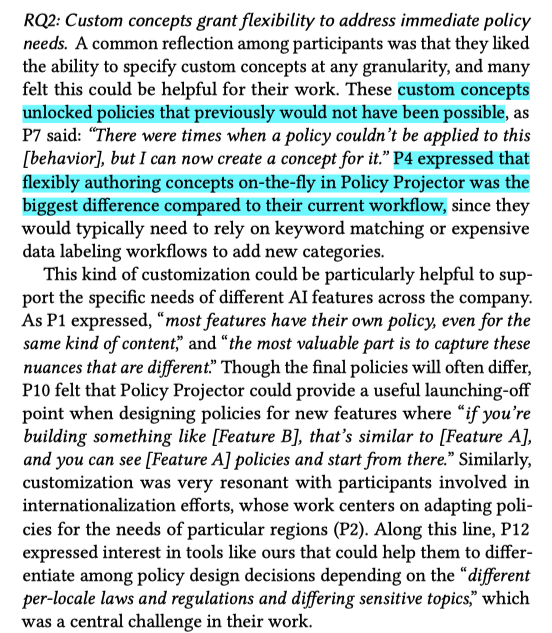 RQ2: Custom concepts grant flexibility to address immediate policy
needs. A common reflection among participants was that they liked
the ability to specify custom concepts at any granularity, and many
felt this could be helpful for their work. These custom concepts
unlocked policies that previously would not have been possible, as
P7 said: “There were times when a policy couldn’t be applied to this
[behavior], but I can now create a concept for it.” P4 expressed that
flexibly authoring concepts on-the-fly in Policy Projector was the
biggest difference compared to their current workflow, since they
would typically need to rely on keyword matching or expensive
data labeling workflows to add new categories.
This kind of customization could be particularly helpful to sup-
port the specific needs of different AI features across the company.
As P1 expressed, “most features have their own policy, even for the
same kind of content,” and “the most valuable part is to capture these
nuances that are different.” Though the final policies will often differ,
P10 felt that Policy Projector could provide a useful launching-off
point when designing policies for new features where “if you’re
building something like [Feature B], that’s similar to [Feature A],
and you can see [Feature A] policies and start from there.” Similarly,
customization was very resonant with participants involved in
internationalization efforts, whose work centers on adapting poli-
cies for the needs of particular regions (P2). Along this line, P12
expressed interest in tools like ours that could help them to differ-
entiate among policy design decisions depending on the “different
per-locale laws and regulations and differing sensitive topics,” which
was a central challenge in their work.